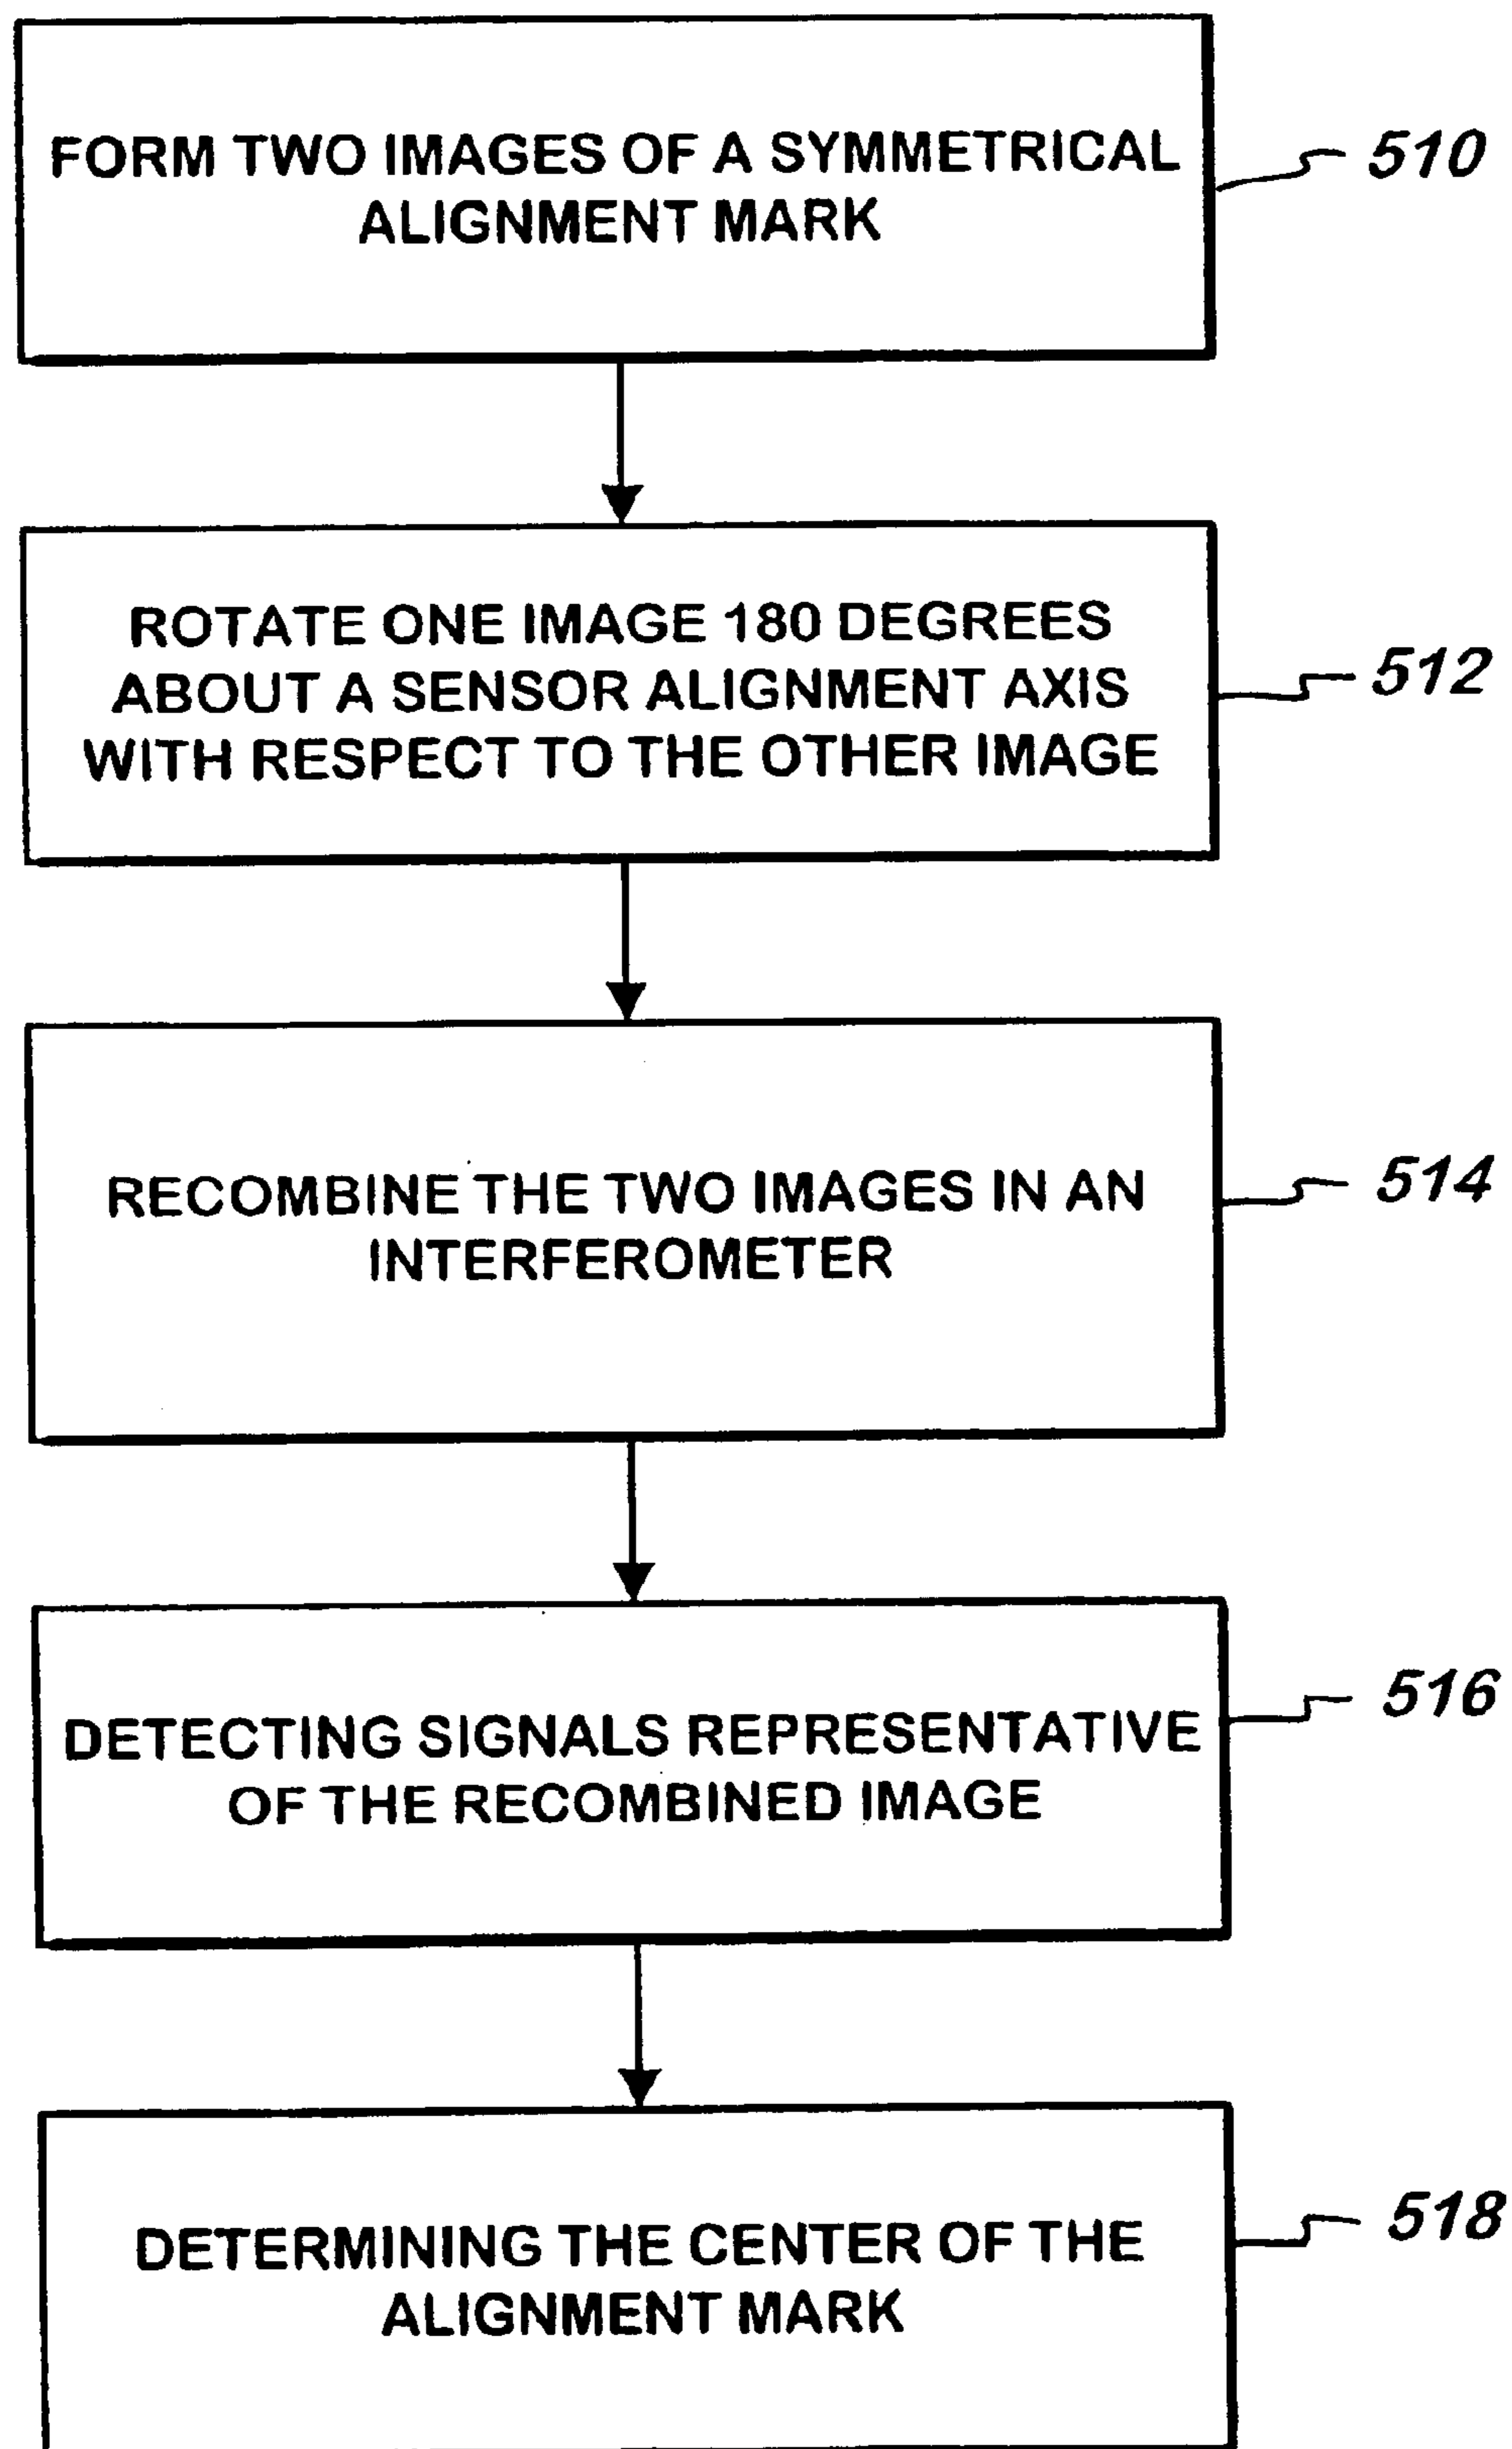 FORM TWO IMAGES OF A SYMMETRICAL
ALIGNMENT MARK
510
ROTATE ONE IMAGE 180 DEGREES
ABOUT A SENSOR ALIGNMENT AXIS
WITH RESPECT TO THE OTHER IMAGE
512
RECOMBINE THE TWO IMAGES IN AN
INTERFEROMETER
514
DETECTING SIGNALS REPRESENTATIVE
OF THE RECOMBINED IMAGE
516
DETERMINING THE CENTER OF THE
ALIGNMENT MARK
518